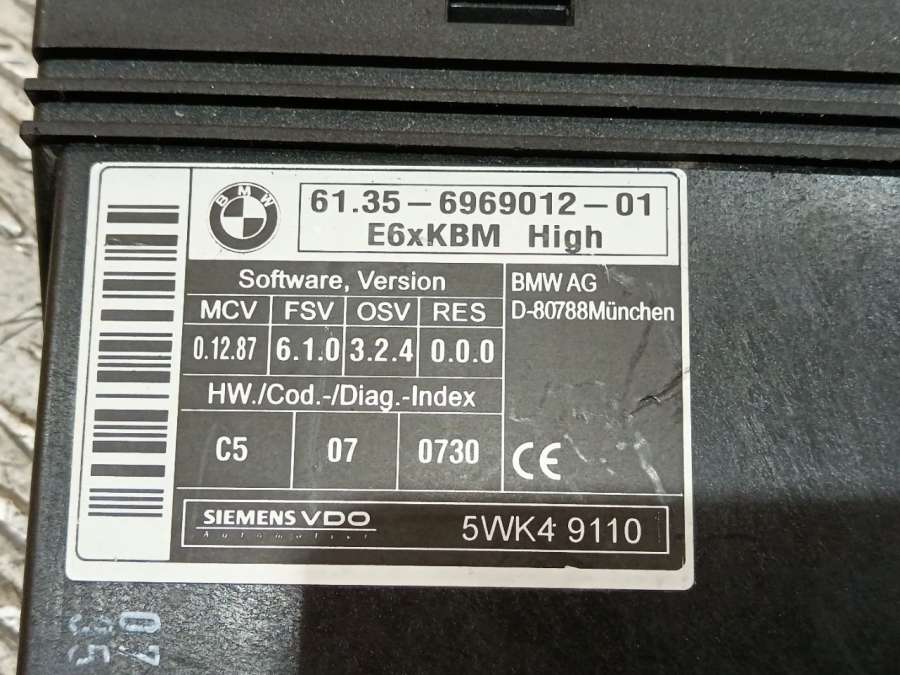 BMW
61.35-6969012-01
E6xKBM High
Software, Version
MCV FSV OSV RES
0.12.87 6.1.0 3.2.4 0.0.0
HW./Cod.-/Diag.-Index
C5 07 0730
BMW AG
D-80788München
CE
SIEMENS VDO
Automotive
5WK4 9110
07